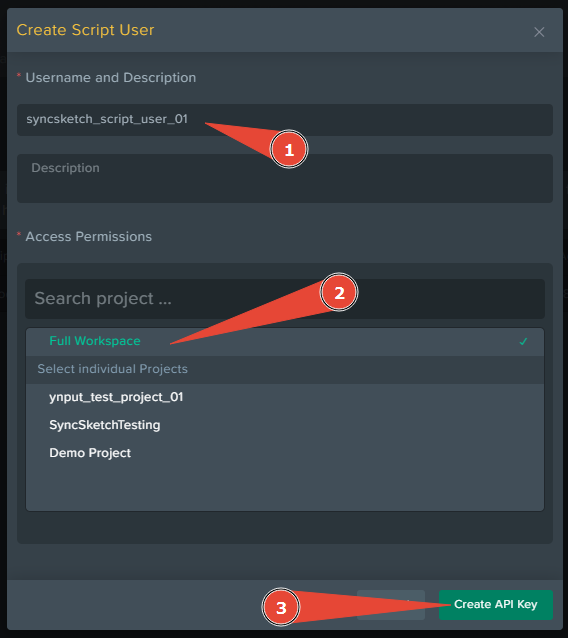 Create Script User
* Username and Description
syncsketch_script_user_01
1
Description
* Access Permissions
Search project ...
2
Full Workspace
Select individual Projects
ynput_test_project_01
SyncSketchTesting
Demo Project
3
Create API Key